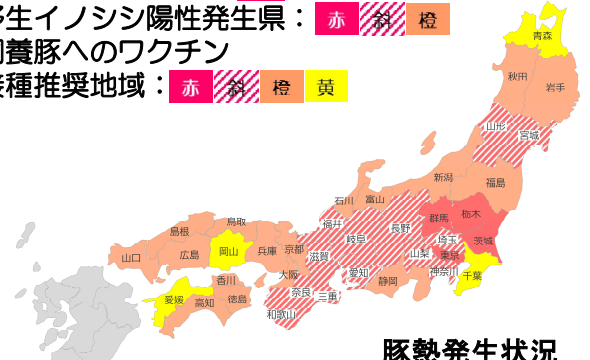 生イノシシ陽性発生県：赤 斜 橙
養豚へのワクチン
種推奨地域：赤 斜 橙 黄
青森
秋田
岩手
山形
宮城
新潟
福島
石川
富山
群馬
栃木
福井
長野
岐阜
埼玉
茨城
山梨
東京
滋賀
神奈川
千葉
愛知
静岡
鳥取
島根
岡山
兵庫
京都
山口
広島
大阪
香川
奈良
三重
愛媛
高知
徳島
和歌山
豚熱発生状況